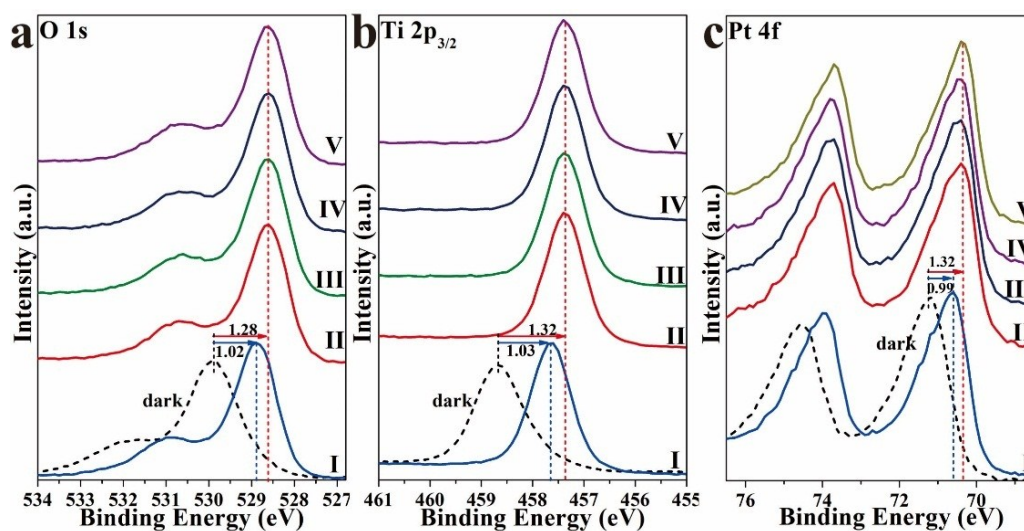 a O 1s
Intensity (a.u.)
V
IV
III
II
1.28
1.02
dark
I
534 533 532 531 530 529 528 527
Binding Energy (eV)
b Ti 2p3/2
Intensity (a.u.)
V
IV
III
II
1.32
1.03
dark
I
461 460 459 458 457 456 455
Binding Energy (eV)
c Pt 4f
Intensity (a.u.)
V
IV
II
I
1.32
0.99
dark
76 74 72 70
Binding Energy (eV)